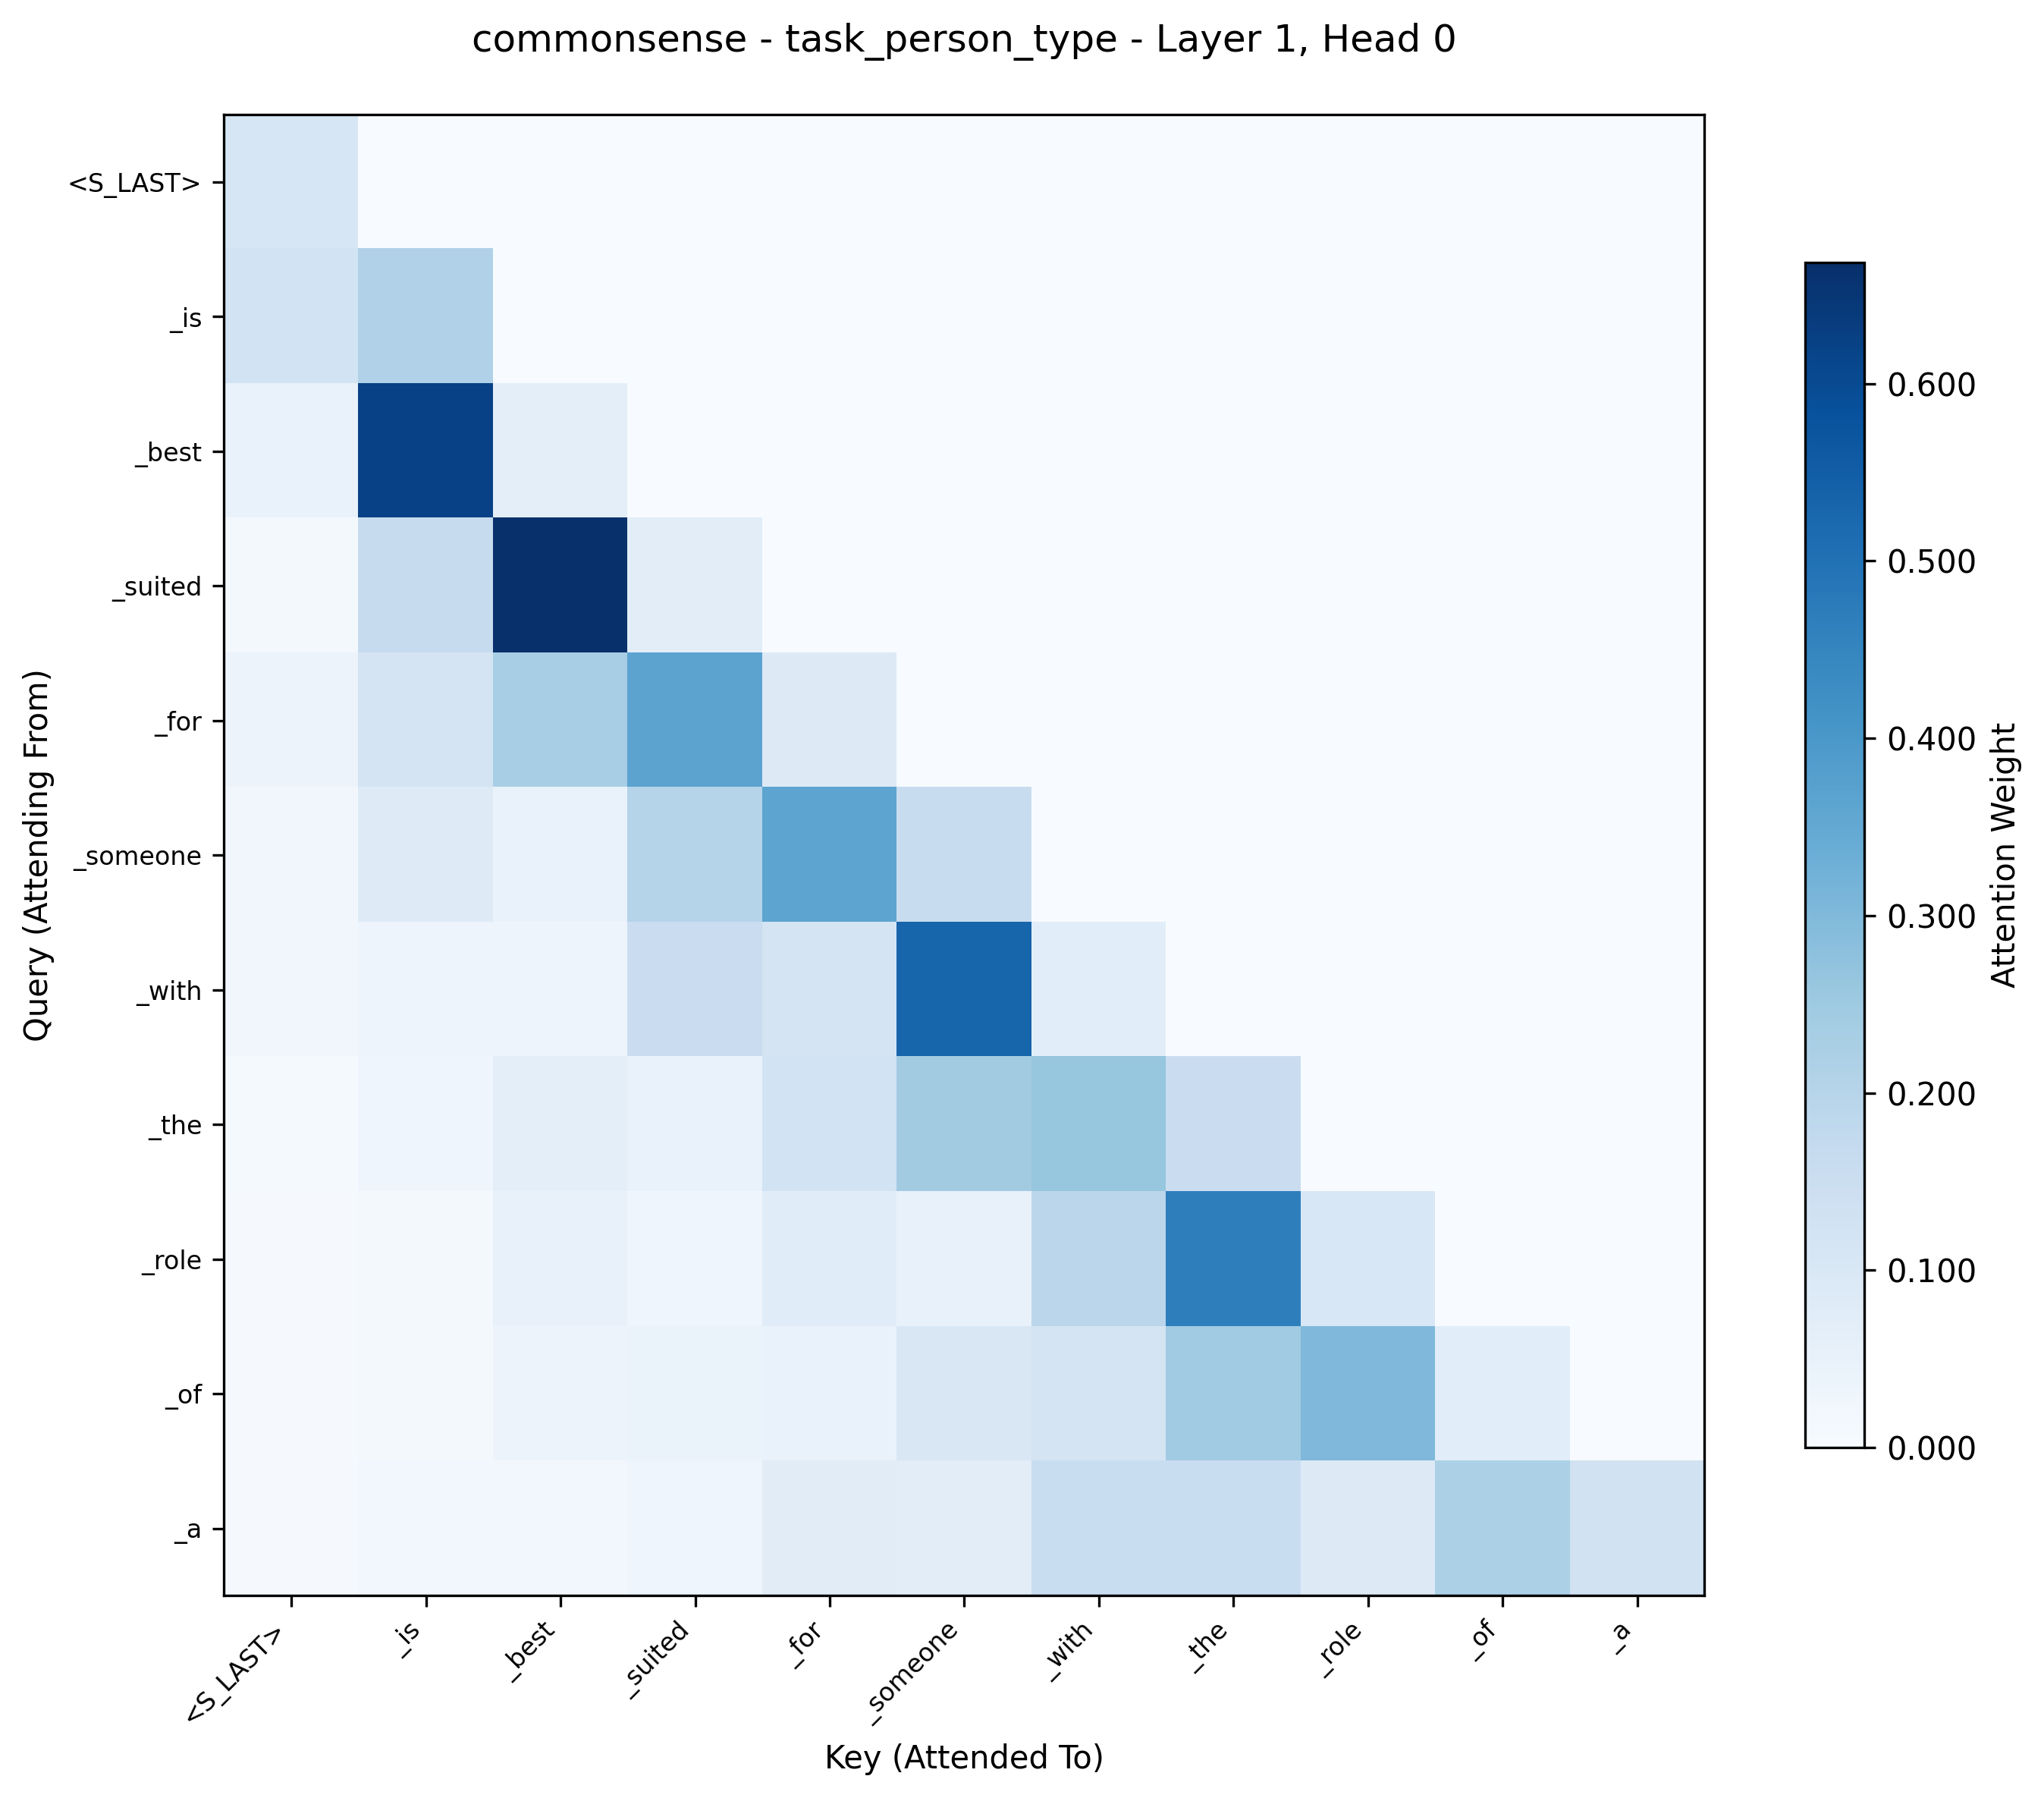 commonsense - task_person_type - Layer 1, Head 0
Query (Attending From)
<S_LAST>
_is
_best
_suited
_for
_someone
_with
_the
_role
_of
_a
<S_LAST>
_is
_best
_suited
_for
_someone
_with
_the
_role
_of
_a
Key (Attended To)
0.600
0.500
0.400
0.300
0.200
0.100
0.000
Attention Weight